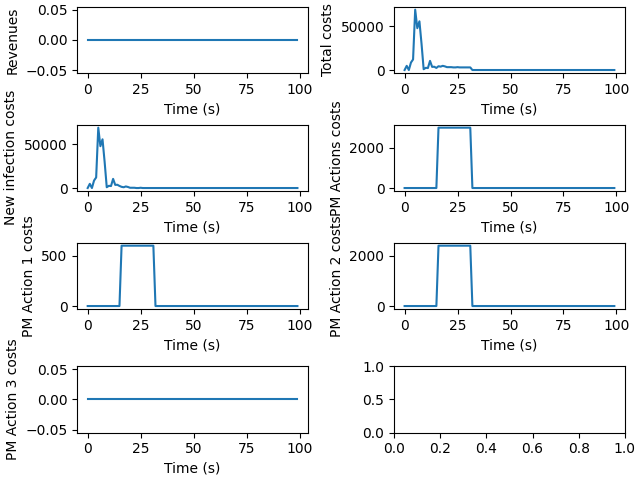 Revenues
0.05
0.00
−0.05
0 25 50 75 100
Time (s)
Total costs
50000
0
0 25 50 75 100
Time (s)
New infection costs
50000
0
0 25 50 75 100
Time (s)
PM Actions costs
2000
0
0 25 50 75 100
Time (s)
PM Action 1 costs
500
0
0 25 50 75 100
Time (s)
PM Action 2 costs
2000
0
0 25 50 75 100
Time (s)
PM Action 3 costs
0.05
0.00
−0.05
0 25 50 75 100
Time (s)
1.0
0.5
0.0
0.0 0.2 0.4 0.6 0.8 1.0